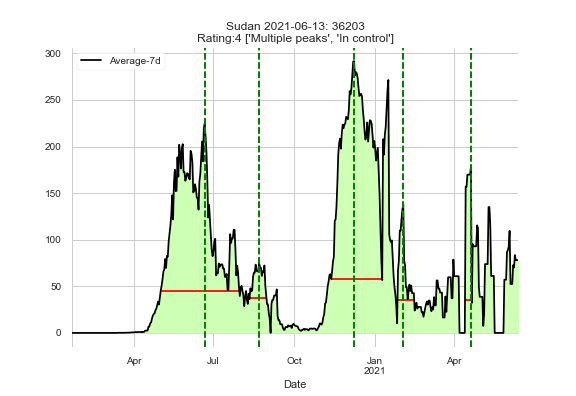 Sudan 2021-06-13: 36203
Rating:4 ['Multiple peaks', 'In control']
Average-7d
300
250
200
150
100
50
0
Apr Jul Oct Jan Apr
2021
Date